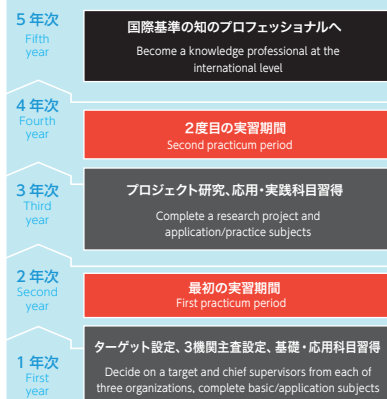 5年次
Fifth
year
国際基準の知のプロフェッショナルへ
Become a knowledge professional at the
international level
4年次
Fourth
year
2度目の実習期間
Second practicum period
3年次
Third
year
プロジェクト研究、応用・実践科目習得
Complete a research project and
application/practice subjects
2年次
Second
year
最初の実習期間
First practicum period
1年次
First
year
ターゲット設定、3機関主査設定、基礎・応用科目習得
Decide on a target and chief supervisors from each of
three organizations, complete basic/application subjects